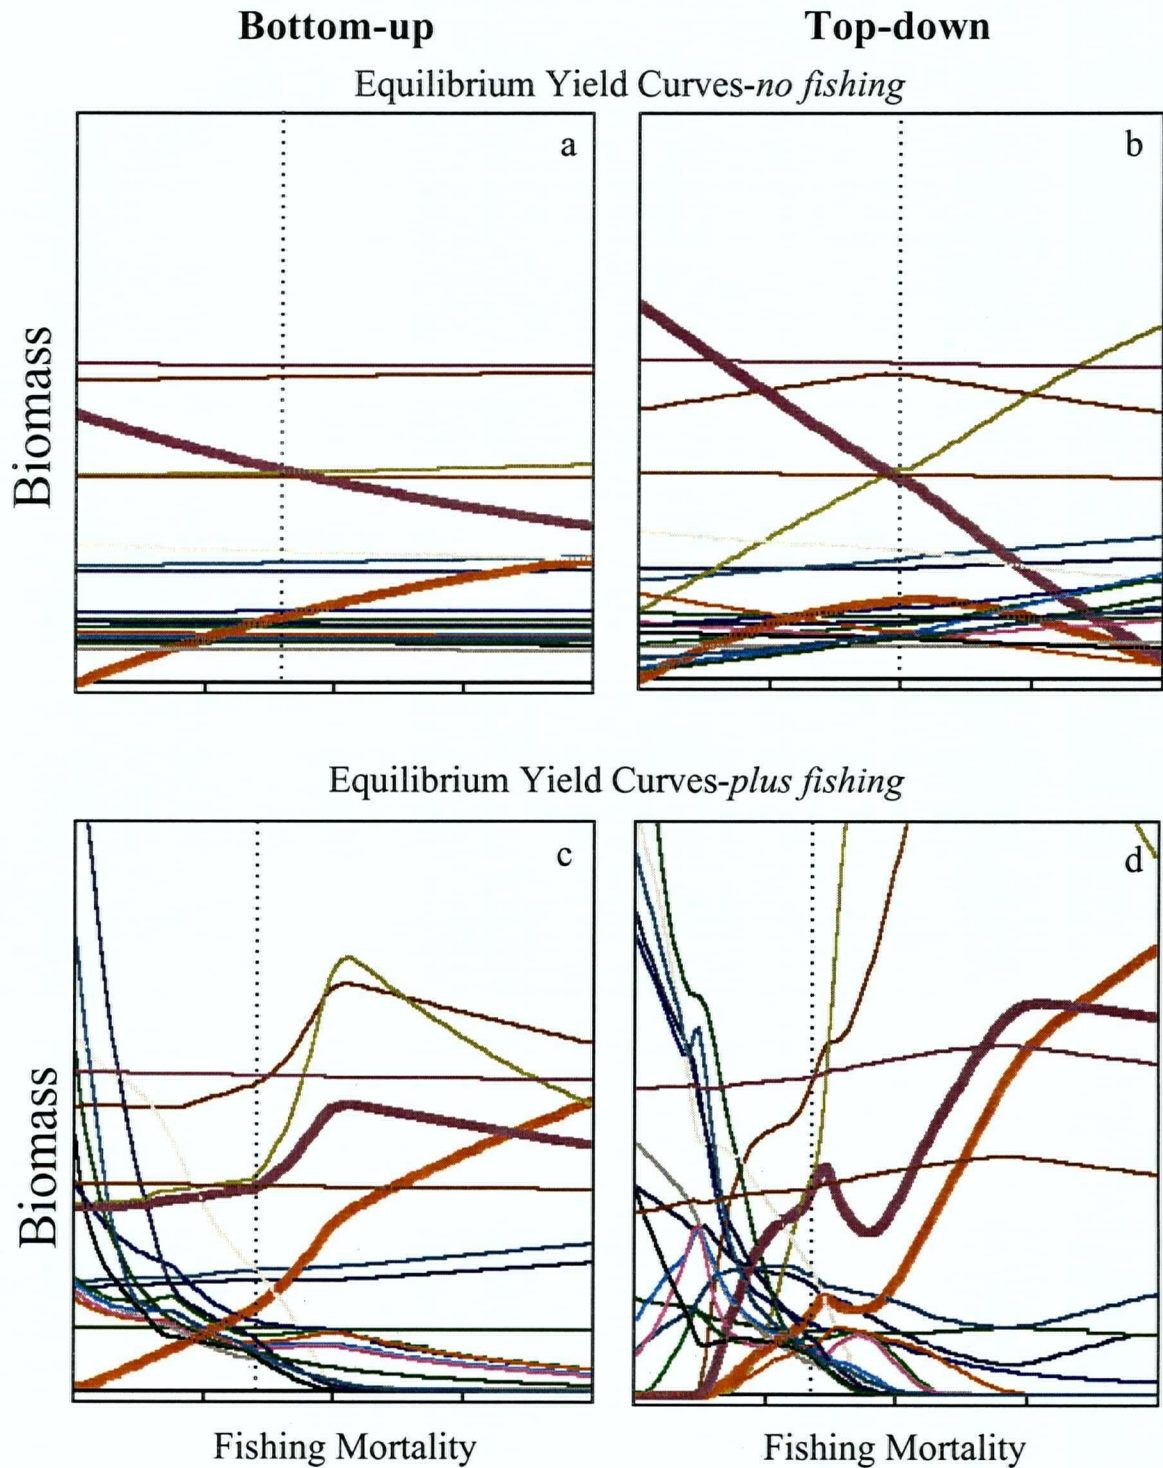 Bottom-up
Top-down
Equilibrium Yield Curves-no fishing
a
b
Biomass
Equilibrium Yield Curves-plus fishing
c
d
Biomass
Fishing Mortality
Fishing Mortality